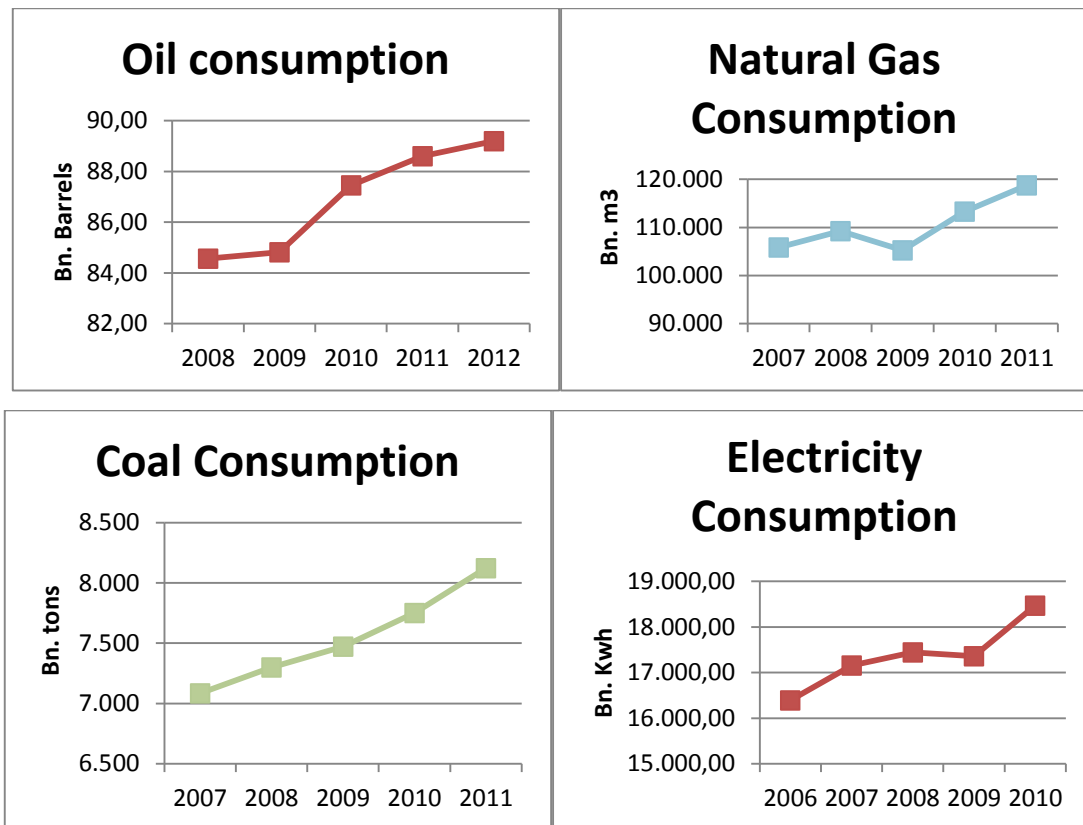 Oil consumption
Bn. Barrels
90,00
88,00
86,00
84,00
82,00
2008 2009 2010 2011 2012
Natural Gas
Consumption
Bn. m3
120.000
110.000
100.000
90.000
2007 2008 2009 2010 2011
Coal Consumption
Bn. tons
8.500
8.000
7.500
7.000
6.500
2007 2008 2009 2010 2011
Electricity
Consumption
Bn. Kwh
19.000,00
18.000,00
17.000,00
16.000,00
15.000,00
2006 2007 2008 2009 2010